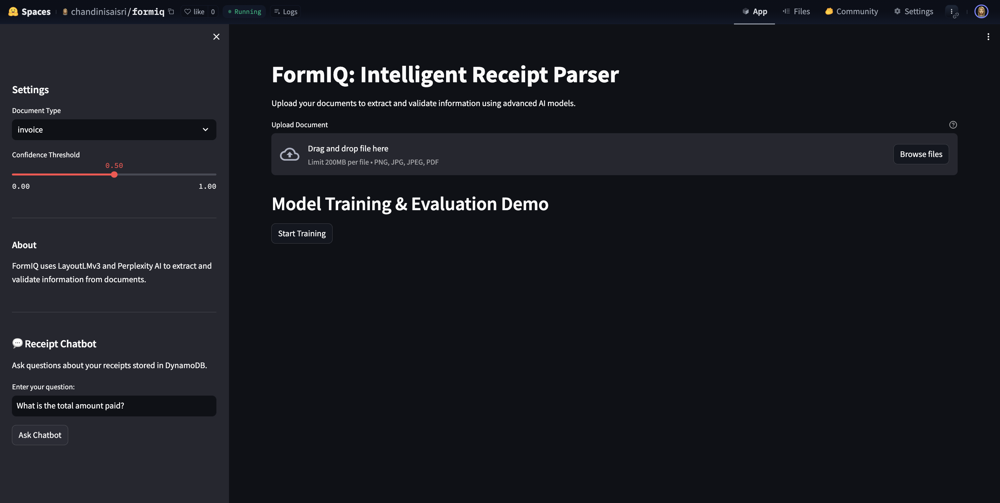 Spaces
chandinisaisri/formiq
like 0
Running
Logs
App
Files
Community
Settings
Settings
Document Type
invoice
Confidence Threshold
0.50
0.00 1.00
About
FormIQ uses LayoutLMv3 and Perplexity AI to extract and
validate information from documents.
Receipt Chatbot
Ask questions about your receipts stored in DynamoDB.
Enter your question:
What is the total amount paid?
Ask Chatbot
FormIQ: Intelligent Receipt Parser
Upload your documents to extract and validate information using advanced AI models.
Upload Document
Drag and drop file here
Limit 200MB per file • PNG, JPG, JPEG, PDF
Browse files
Model Training & Evaluation Demo
Start Training